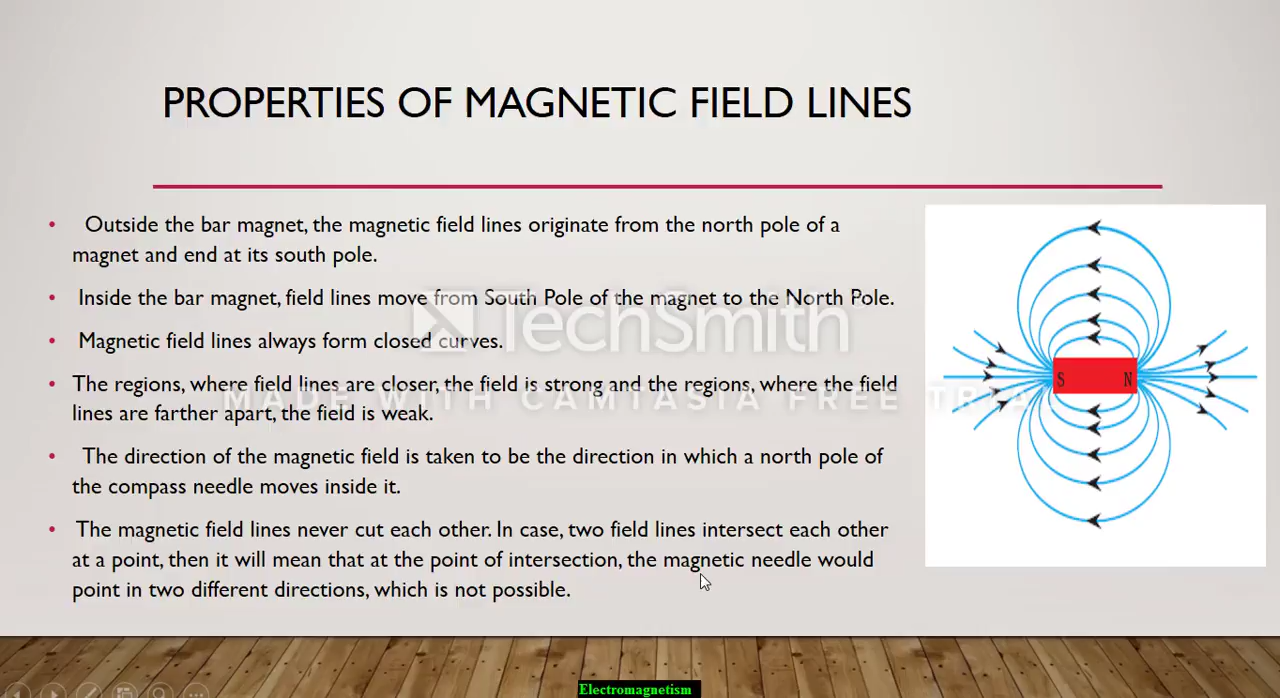 PROPERTIES OF MAGNETIC FIELD LINES
• Outside the bar magnet, the magnetic field lines originate from the north pole of a
magnet and end at its south pole.
• Inside the bar magnet, field lines move from South Pole of the magnet to the North Pole.
• Magnetic field lines always form closed curves.
• The regions, where field lines are closer, the field is strong and the regions, where the field
lines are farther apart, the field is weak.
• The direction of the magnetic field is taken to be the direction in which a north pole of
the compass needle moves inside it.
• The magnetic field lines never cut each other. In case, two field lines intersect each other
at a point, then it will mean that at the point of intersection, the magnetic needle would
point in two different directions, which is not possible.
S N
TechSmith
MADE WITH CAMTASIA FREE TRIAL
Electromagnetism